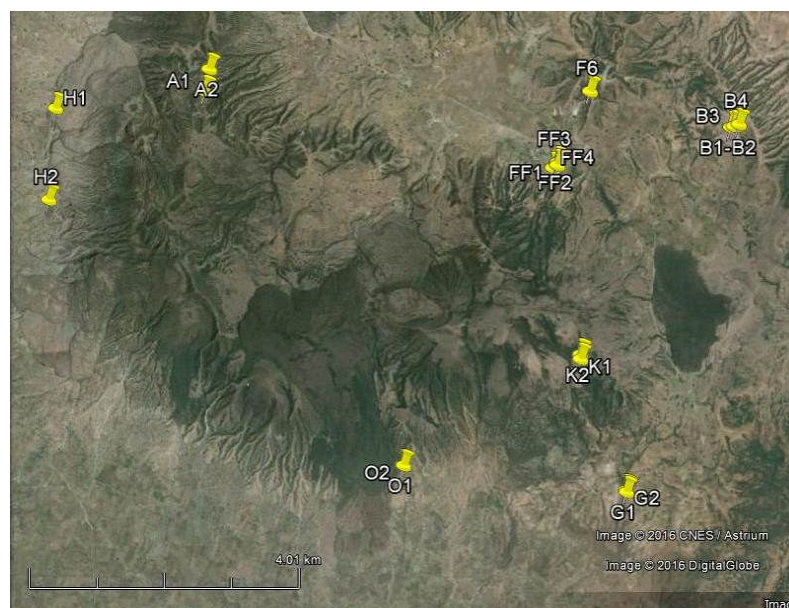 A1
A2
H1
H2
F6
B4
B3
B1-B2
FF3
FF4
FF1
FF2
K1
K2
O2
O1
G2
G1
Image © 2016 CNES / Astrium
4.01 km
Image © 2016 DigitalGlobe